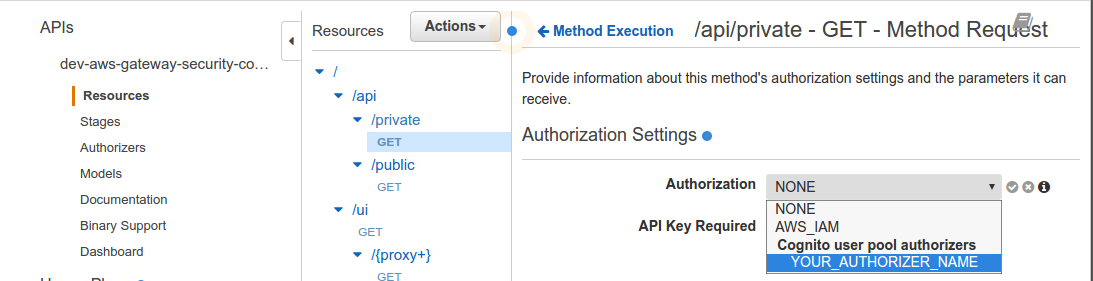 APIs
dev-aws-gateway-security-co...
Resources
Stages
Authorizers
Models
Documentation
Binary Support
Dashboard
Resources
Actions
/
/api
/private
GET
/public
GET
/ui
GET
/{proxy+}
GET
Method Execution
/api/private - GET - Method Request
Provide information about this method's authorization settings and the parameters it can
receive.
Authorization Settings
Authorization
NONE
NONE
AWS_IAM
Cognito user pool authorizers
YOUR_AUTHORIZER_NAME
API Key Required